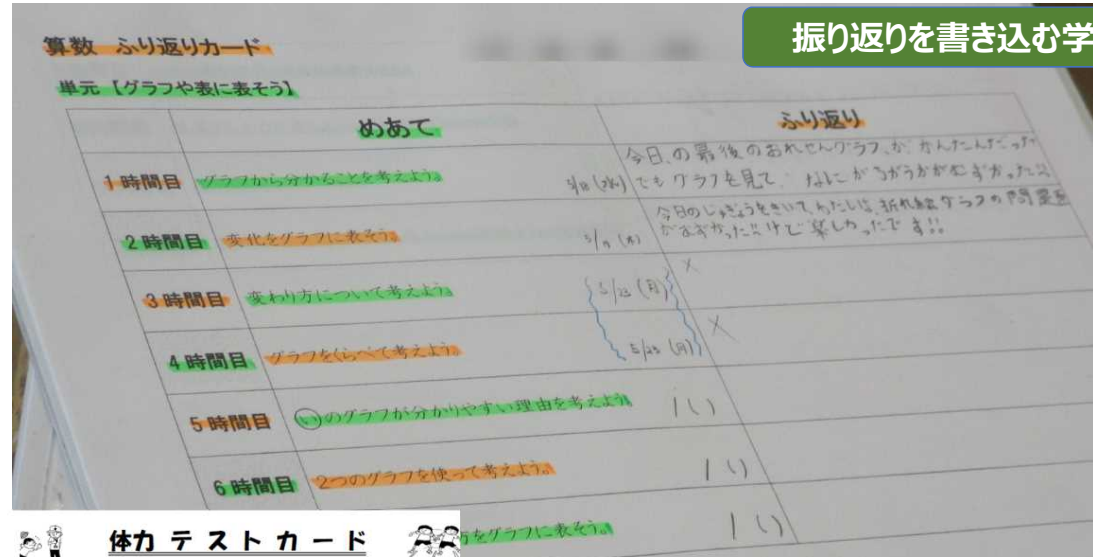 振り返りを書き込む学
算数 ふり返りカード
単元【グラフや表に表そう】
めあて
ふり返り
1時間目 グラフから分かることを考えよう。 5/18(水) 今日、の最後のおれせんグラフ、が、かんたんだった
でもグラフを見て、なにがちがうかがむずかった
2時間目 変化をグラフに表そう。 5/19(木) 今日のじゅぎょうをきいて、わたしは、折れ線グラフの問題
がむずかったけど楽しかったです!!
3時間目 変わり方について考えよう。 5/23(月) ×
4時間目 グラフをくらべて考えよう。 5/23(月) ×
5時間目 いのグラフが分かりやすい理由を考えよう。 /( )
6時間目 2つのグラフを使って考えよう。 /( )
をグラフに表そう。 /( )
体力テストカード